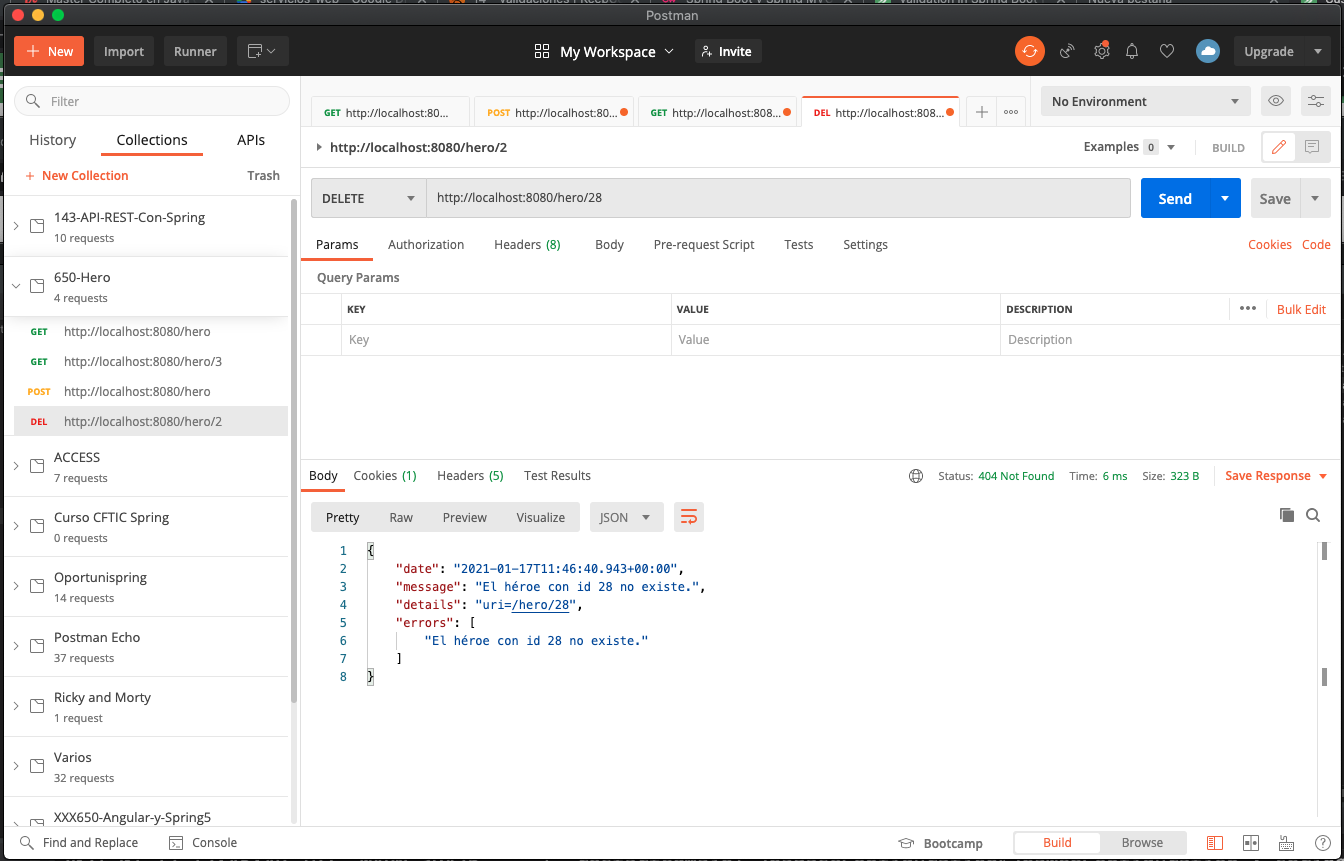 Postman
New
Import
Runner
My Workspace
Invite
Upgrade
Filter
History
Collections
APIs
+ New Collection
Trash
143-API-REST-Con-Spring
10 requests
650-Hero
4 requests
GET http://localhost:8080/hero
GET http://localhost:8080/hero/3
POST http://localhost:8080/hero
DEL http://localhost:8080/hero/2
ACCESS
7 requests
Curso CFTIC Spring
0 requests
Oportunispring
14 requests
Postman Echo
37 requests
Ricky and Morty
1 request
Varios
32 requests
XXX650-Angular-y-Spring5
GET http://localhost:80...
POST http://localhost:80...
GET http://localhost:808...
DEL http://localhost:808...
No Environment
http://localhost:8080/hero/2
Examples 0
BUILD
DELETE
http://localhost:8080/hero/28
Send
Save
Params
Authorization
Headers (8)
Body
Pre-request Script
Tests
Settings
Cookies
Code
Query Params
KEY
VALUE
DESCRIPTION
Bulk Edit
Key
Value
Description
Body
Cookies (1)
Headers (5)
Test Results
Status: 404 Not Found
Time: 6 ms
Size: 323 B
Save Response
Pretty
Raw
Preview
Visualize
JSON
1 {
2 "date": "2021-01-17T11:46:40.943+00:00",
3 "message": "El héroe con id 28 no existe.",
4 "details": "uri=/hero/28",
5 "errors": [
6 "El héroe con id 28 no existe."
7 ]
8 }
Find and Replace
Console
Bootcamp
Build
Browse